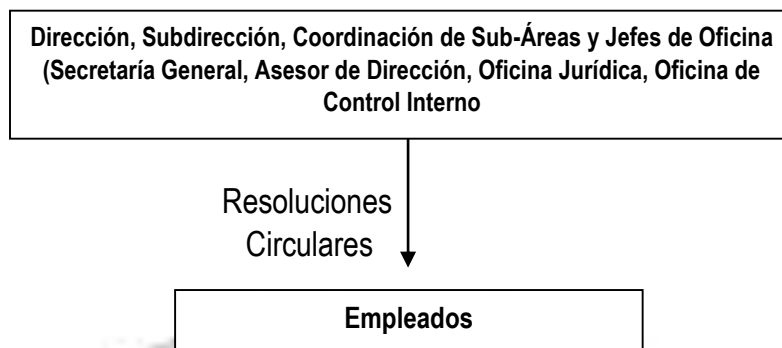 Dirección, Subdirección, Coordinación de Sub-Áreas y Jefes de Oficina
(Secretaría General, Asesor de Dirección, Oficina Jurídica, Oficina de
Control Interno
Resoluciones
Circulares
Empleados